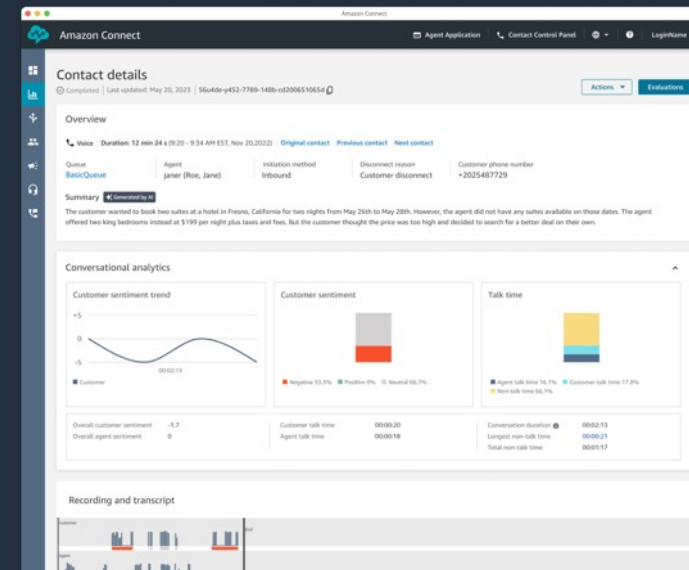 Amazon Connect
Amazon Connect
Agent Application
Contact Control Panel
LoginName
Contact details
Completed | Last updated: May 20, 2023 | 56u4de-y452-7789-148b-cd200651065d
Actions
Evaluations
Overview
Voice | Duration: 12 min 24 s (9:20 - 9:34 AM EST, Nov 20,2022) | Original contact Previous contact Next contact
Queue Agent Initiation method Disconnect reason Customer phone number
BasicQueue janer (Roe, Jane) Inbound Customer disconnect +2025487729
Summary Generated by AI
The customer wanted to book two suites at a hotel in Fresno, California for two nights from May 26th to May 28th. However, the agent did not have any suites available on those dates. The agent
offered two king bedrooms instead at $199 per night plus taxes and fees. But the customer thought the price was too high and decided to search for a better deal on their own.
Conversational analytics
Customer sentiment trend
+5
0
-5
00:02:13
Customer
Customer sentiment
Negative 33.3% Positive 0% Neutral 66.7%
Talk time
Agent talk time 16.1% Customer talk time 17.8%
Non-talk time 66.1%
Overall customer sentiment -1.7
Overall agent sentiment 0
Customer talk time 00:00:20
Agent talk time 00:00:18
Conversation duration 00:02:13
Longest non-talk time 00:00:21
Total non-talk time 00:01:17
Recording and transcript
Customer
Agent